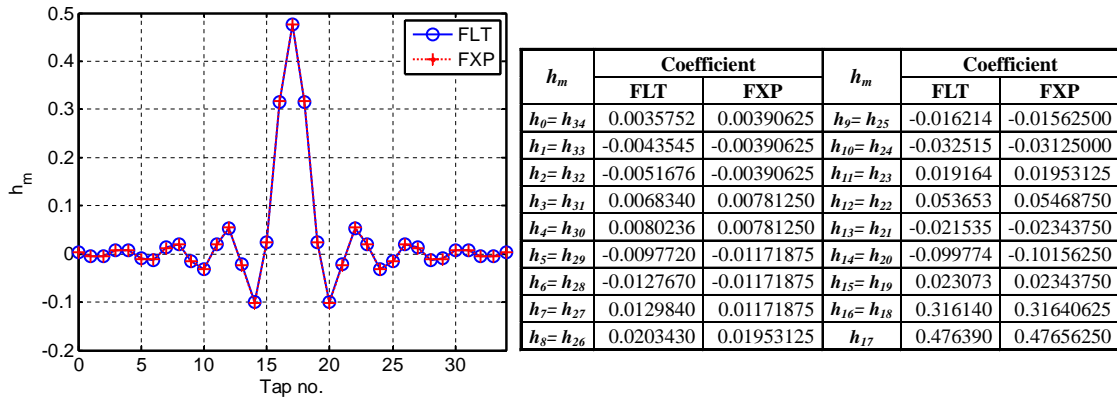 0.5
0.4
0.3
0.2
0.1
0
-0.1
-0.2
h_m
0 5 10 15 20 25 30
Tap no.
FLT
FXP
h_m Coefficient h_m Coefficient
FLT FXP FLT FXP
h_0= h_34 0.0035752 0.00390625 h_9= h_25 -0.016214 -0.01562500
h_1= h_33 -0.0043545 -0.00390625 h_10= h_24 -0.032515 -0.03125000
h_2= h_32 -0.0051676 -0.00390625 h_11= h_23 0.019164 0.01953125
h_3= h_31 0.0068340 0.00781250 h_12= h_22 0.053653 0.05468750
h_4= h_30 0.0080236 0.00781250 h_13= h_21 -0.021535 -0.02343750
h_5= h_29 -0.0097720 -0.01171875 h_14= h_20 -0.099774 -0.10156250
h_6= h_28 -0.0127670 -0.01171875 h_15= h_19 0.023073 0.02343750
h_7= h_27 0.0129840 0.01171875 h_16= h_18 0.316140 0.31640625
h_8= h_26 0.0203430 0.01953125 h_17 0.476390 0.47656250